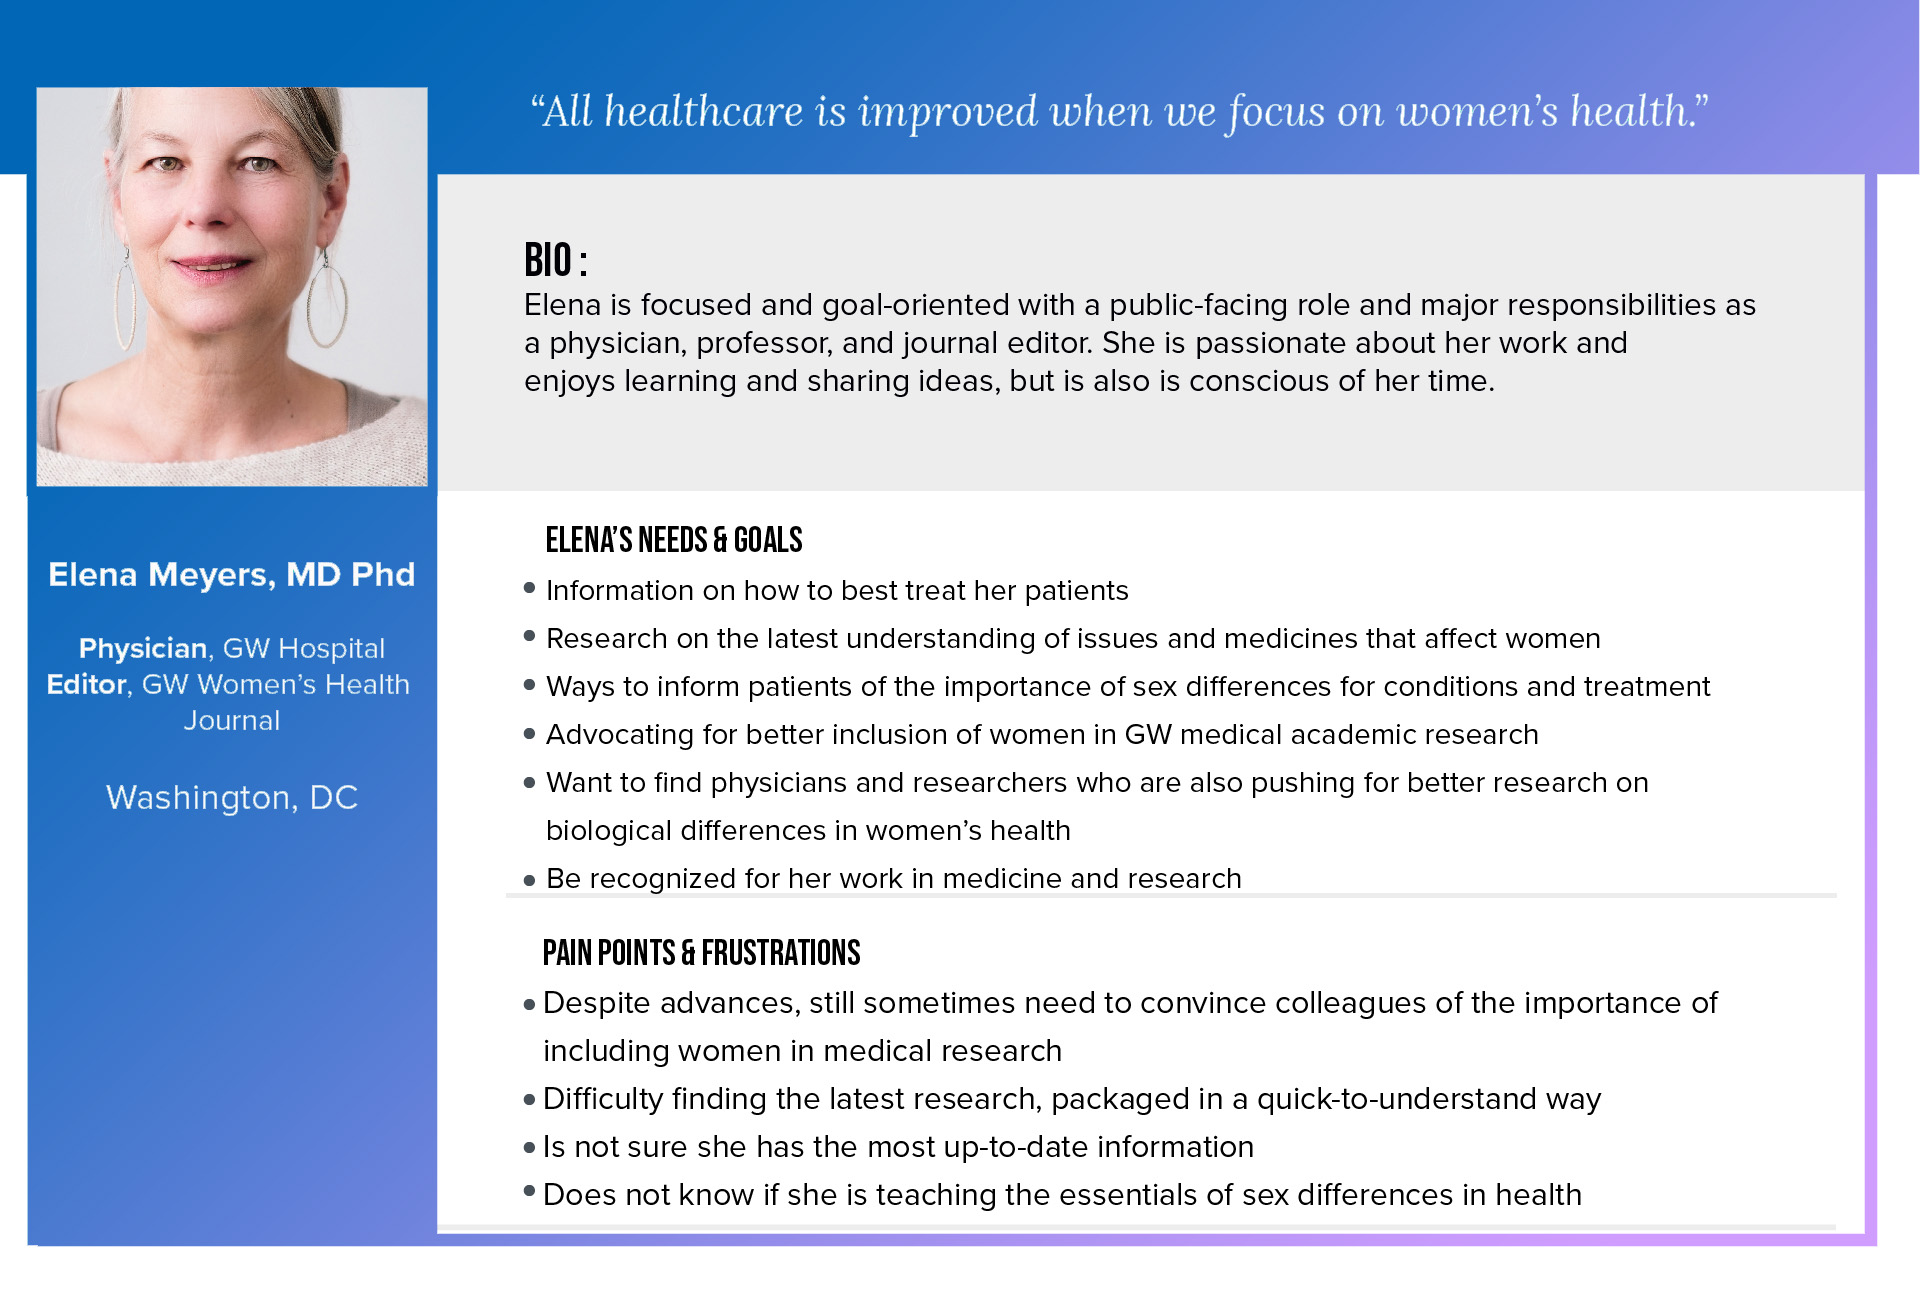 “All healthcare is improved when we focus on women’s health.”
BIO :
Elena is focused and goal-oriented with a public-facing role and major responsibilities as
a physician, professor, and journal editor. She is passionate about her work and
enjoys learning and sharing ideas, but is also is conscious of her time.
Elena Meyers, MD Phd
Physician, GW Hospital
Editor, GW Women’s Health
Journal
Washington, DC
ELENA’S NEEDS & GOALS
• Information on how to best treat her patients
• Research on the latest understanding of issues and medicines that affect women
• Ways to inform patients of the importance of sex differences for conditions and treatment
• Advocating for better inclusion of women in GW medical academic research
• Want to find physicians and researchers who are also pushing for better research on
biological differences in women’s health
• Be recognized for her work in medicine and research
PAIN POINTS & FRUSTRATIONS
• Despite advances, still sometimes need to convince colleagues of the importance of
including women in medical research
• Difficulty finding the latest research, packaged in a quick-to-understand way
• Is not sure she has the most up-to-date information
• Does not know if she is teaching the essentials of sex differences in health